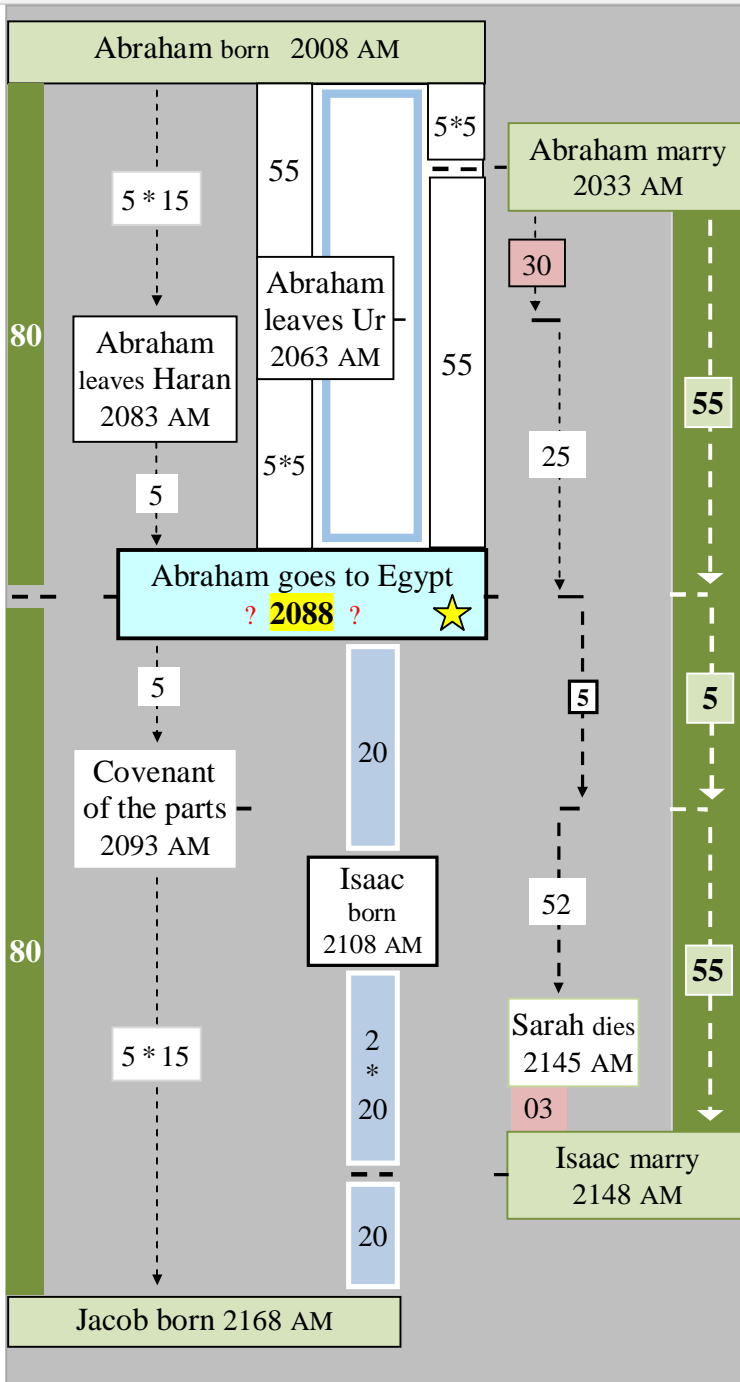 Abraham born 2008 AM
5*5
Abraham marry
2033 AM
55
5 * 15
30
Abraham
leaves Ur
2063 AM
80
Abraham
leaves Haran
2083 AM
55
55
25
5*5
5
Abraham goes to Egypt
? 2088 ?
5
5
5
20
Covenant
of the parts
2093 AM
Isaac
born
2108 AM
52
80
55
Sarah dies
2145 AM
5 * 15
2
*
20
03
Isaac marry
2148 AM
20
Jacob born 2168 AM